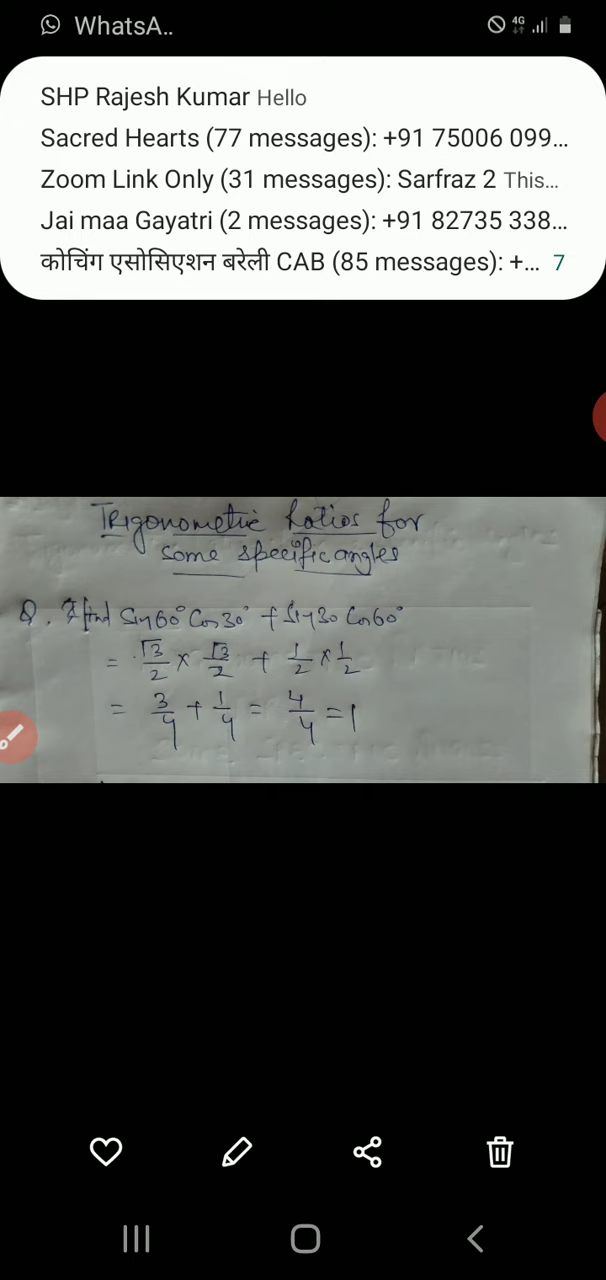 WhatsA..
4G
SHP Rajesh Kumar Hello
Sacred Hearts (77 messages): +91 75006 099...
Zoom Link Only (31 messages): Sarfraz 2 This...
Jai maa Gayatri (2 messages): +91 82735 338...
कोचिंग एसोसिएशन बरेली CAB (85 messages): +... 7
Trigonometric Ratios for
some specific angles
Q. find Sin60° Cos30° + Sin30 Cos60°
= √3/2 × √3/2 + 1/2 × 1/2
= 3/4 + 1/4 = 4/4 = 1